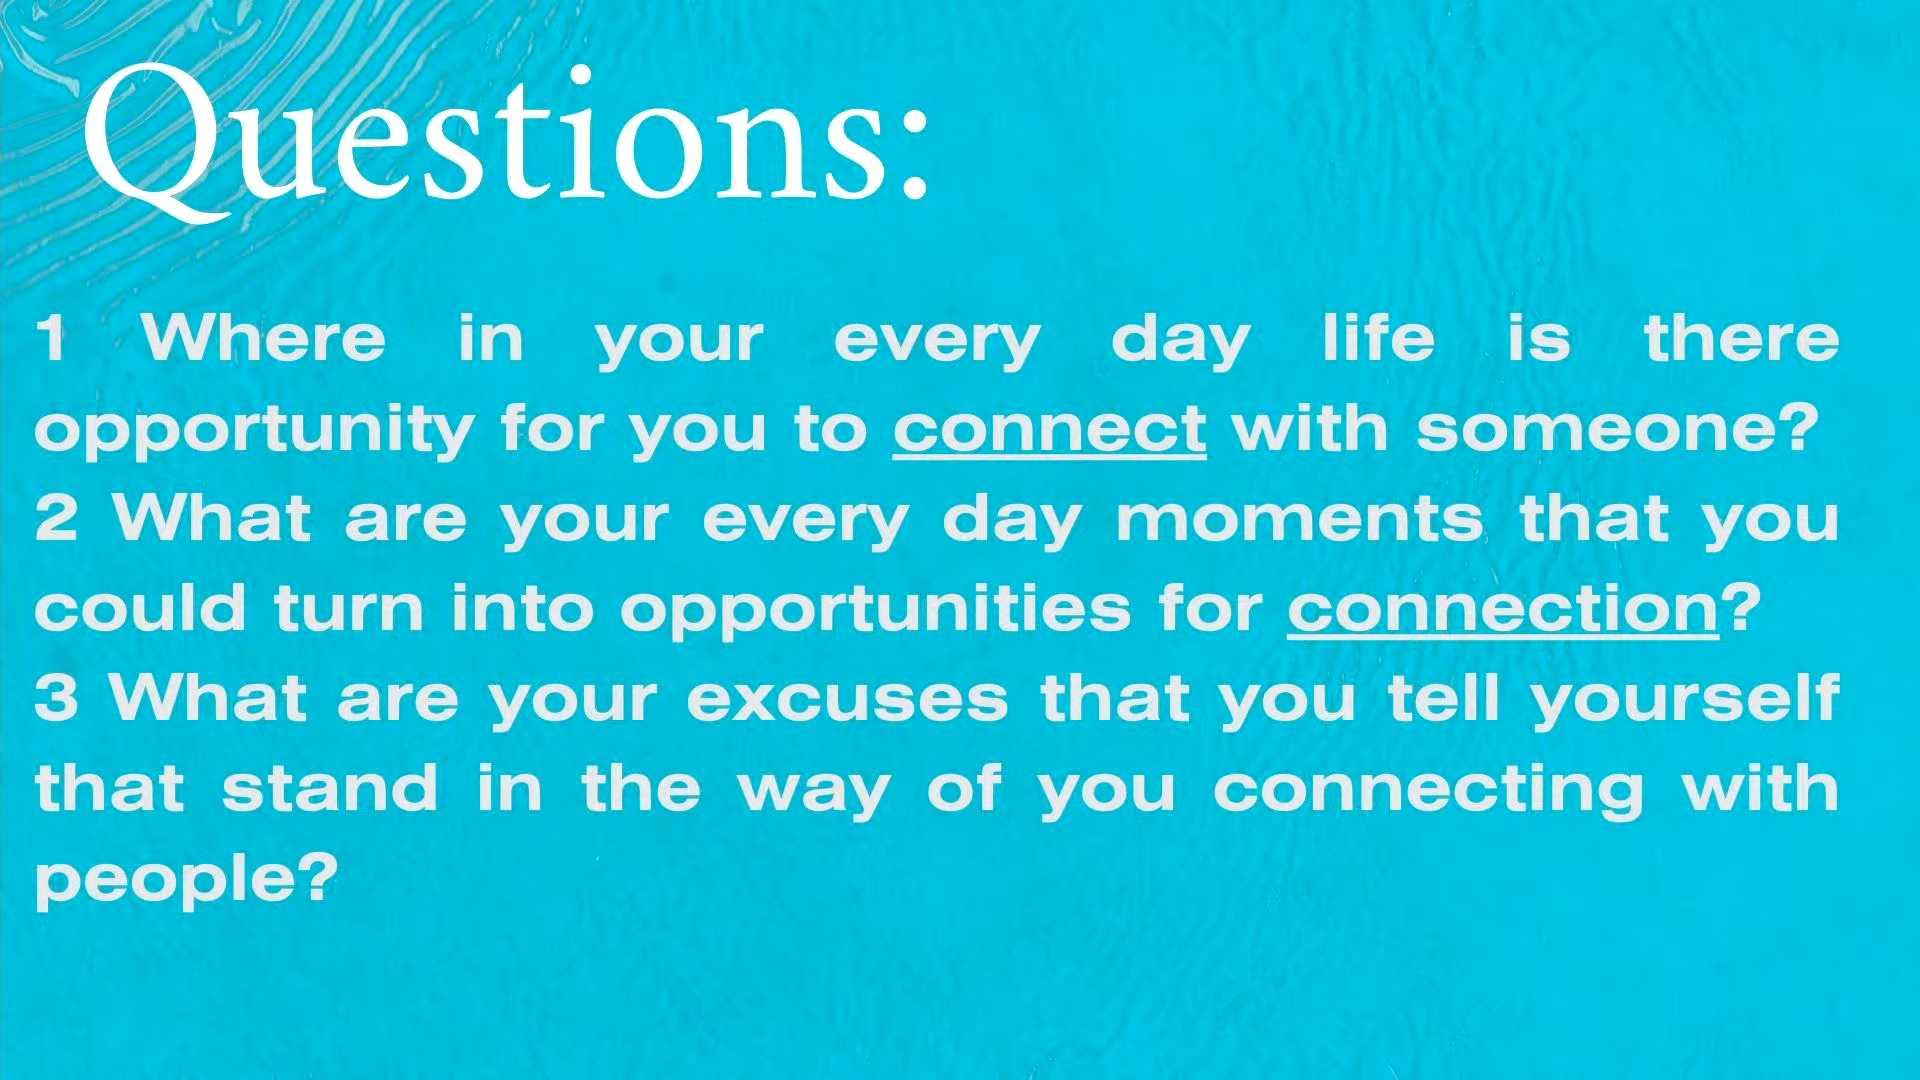 Questions:
1 Where in your every day life is there
opportunity for you to connect with someone?
2 What are your every day moments that you
could turn into opportunities for connection?
3 What are your excuses that you tell yourself
that stand in the way of you connecting with
people?